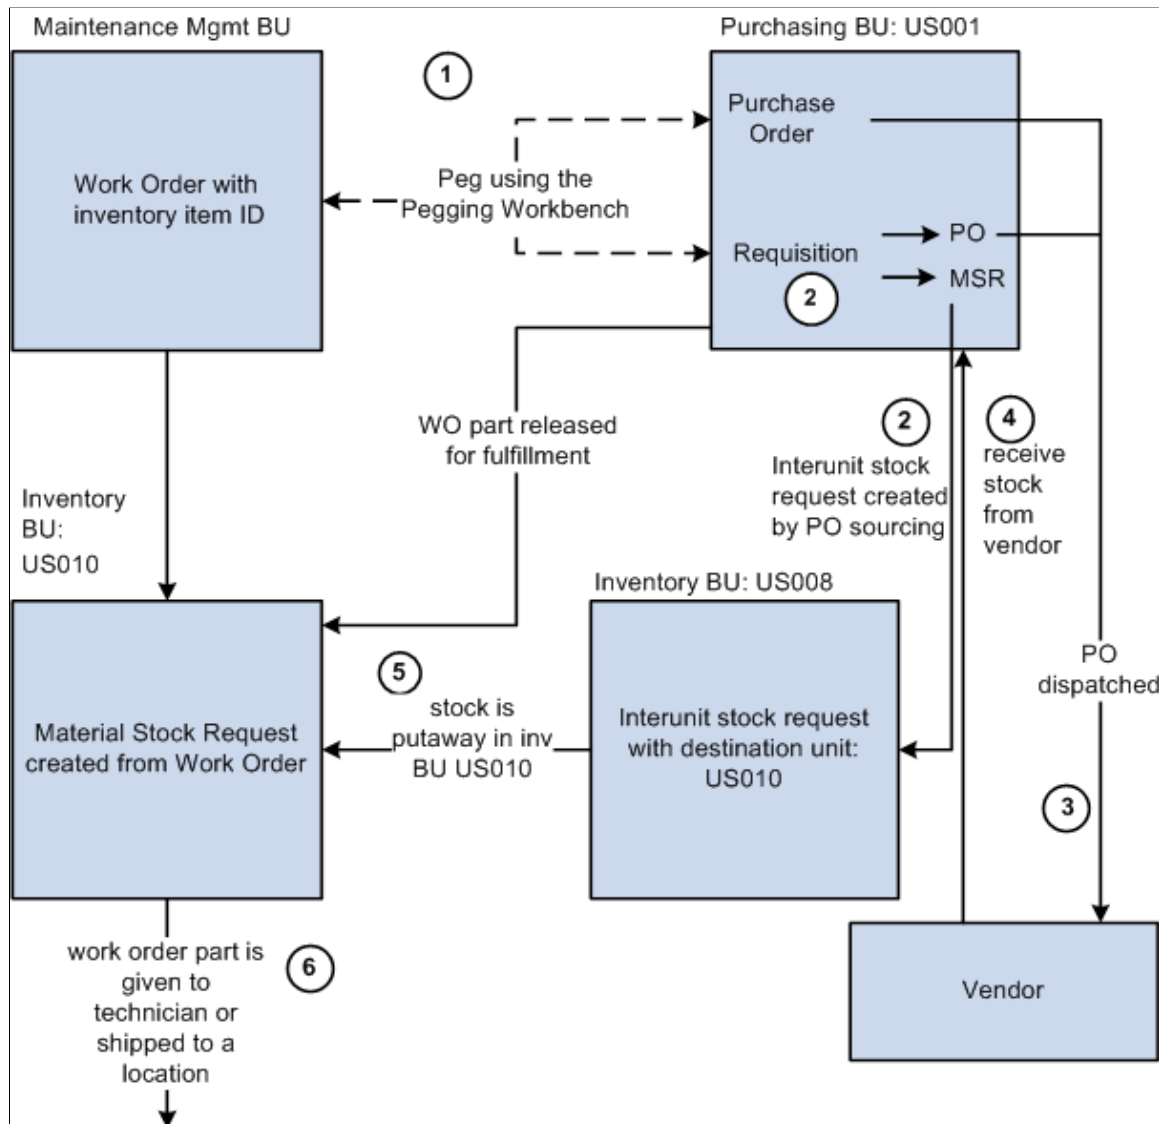 Maintenance Mgmt BU
Purchasing BU: US001
1
Purchase
Order
Work Order with
inventory item ID
Peg using the
Pegging Workbench
Requisition
PO
MSR
2
WO part released
for fulfillment
2
Interunit stock
request created
by PO sourcing
4
receive
stock
from
vendor
Inventory
BU:
US010
Inventory BU: US008
5
stock is
putaway in inv
BU US010
Material Stock Request
created from Work Order
Interunit stock request
with destination unit:
US010
PO
dispatched
3
work order part is
given to
technician or
shipped to a
location
6
Vendor